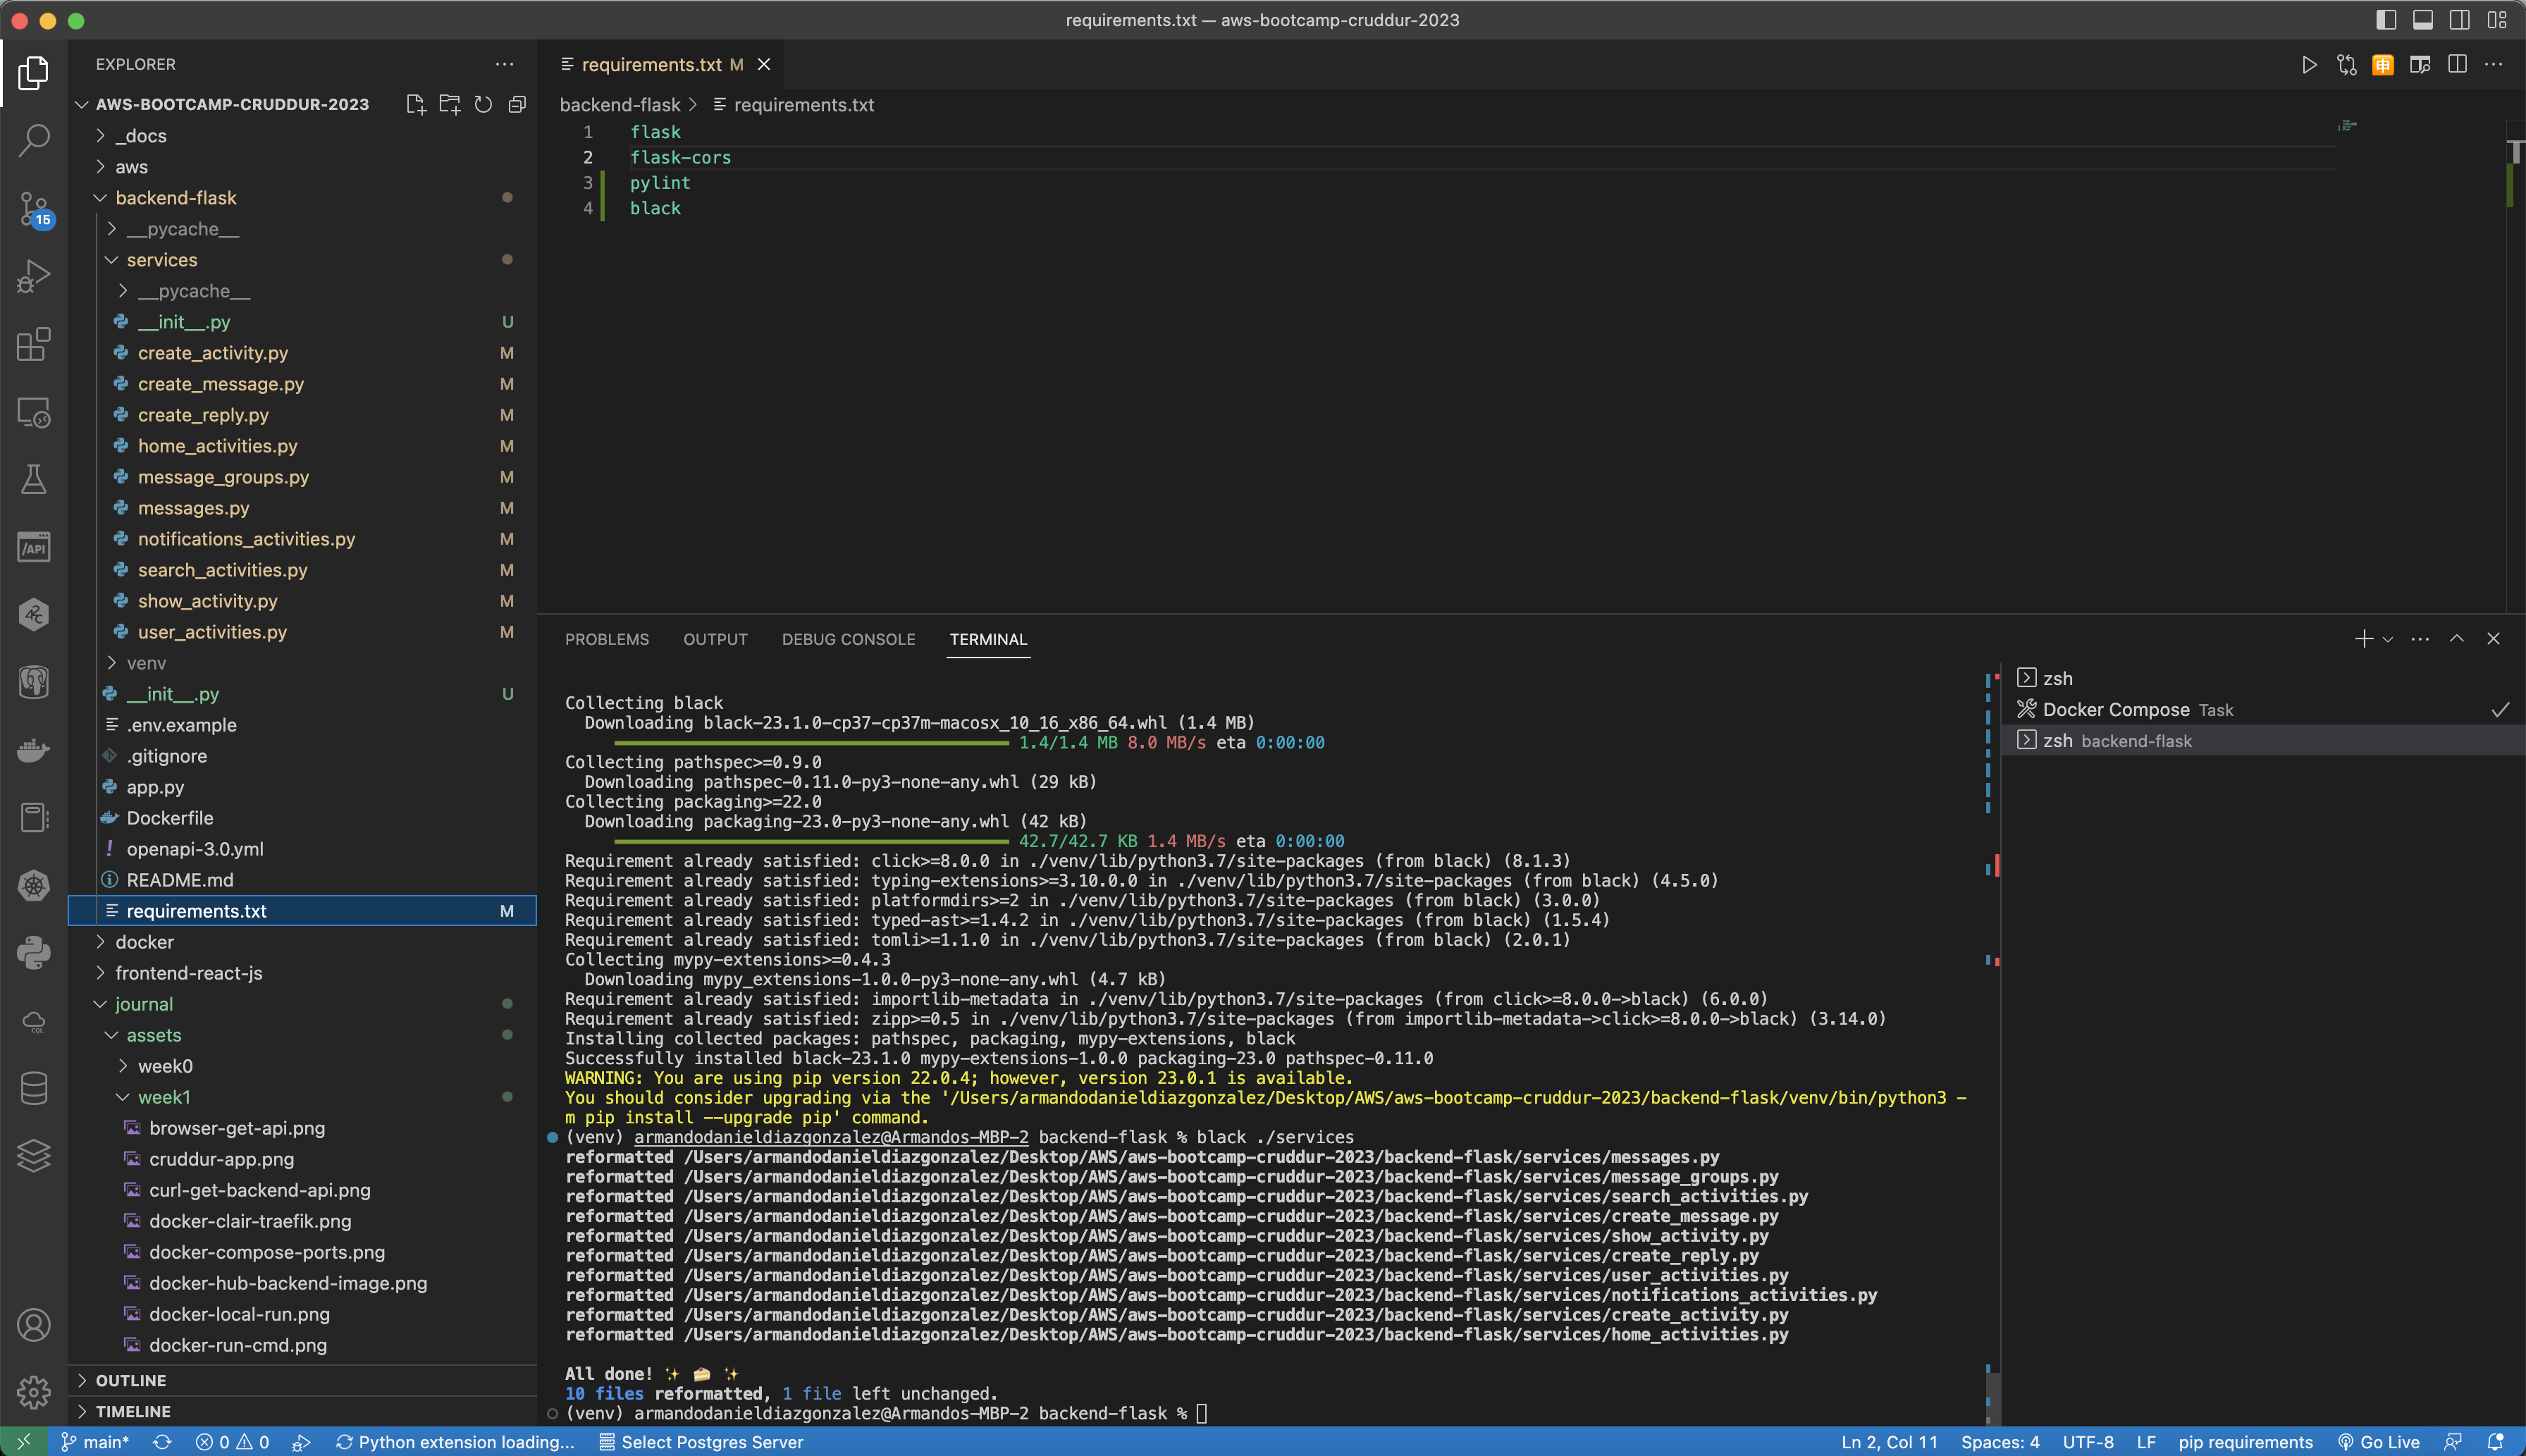 requirements.txt — aws-bootcamp-cruddur-2023
EXPLORER
AWS-BOOTCAMP-CRUDDUR-2023
_docs
aws
backend-flask
__pycache__
services
__pycache__
__init__.py U
create_activity.py M
create_message.py M
create_reply.py M
home_activities.py M
message_groups.py M
messages.py M
notifications_activities.py M
search_activities.py M
show_activity.py M
user_activities.py M
venv
__init__.py U
.env.example
.gitignore
app.py
Dockerfile
openapi-3.0.yml
README.md
requirements.txt M
docker
frontend-react-js
journal
assets
week0
week1
browser-get-api.png
cruddur-app.png
curl-get-backend-api.png
docker-clair-traefik.png
docker-compose-ports.png
docker-hub-backend-image.png
docker-local-run.png
docker-run-cmd.png
OUTLINE
TIMELINE
15
/API
42C
CQL
requirements.txt M
申
backend-flask > requirements.txt
1 flask
2 flask-cors
3 pylint
4 black
PROBLEMS OUTPUT DEBUG CONSOLE TERMINAL
Collecting black
Downloading black-23.1.0-cp37-cp37m-macosx_10_16_x86_64.whl (1.4 MB)
1.4/1.4 MB 8.0 MB/s eta 0:00:00
Collecting pathspec>=0.9.0
Downloading pathspec-0.11.0-py3-none-any.whl (29 kB)
Collecting packaging>=22.0
Downloading packaging-23.0-py3-none-any.whl (42 kB)
42.7/42.7 KB 1.4 MB/s eta 0:00:00
Requirement already satisfied: click>=8.0.0 in ./venv/lib/python3.7/site-packages (from black) (8.1.3)
Requirement already satisfied: typing-extensions>=3.10.0.0 in ./venv/lib/python3.7/site-packages (from black) (4.5.0)
Requirement already satisfied: platformdirs>=2 in ./venv/lib/python3.7/site-packages (from black) (3.0.0)
Requirement already satisfied: typed-ast>=1.4.2 in ./venv/lib/python3.7/site-packages (from black) (1.5.4)
Requirement already satisfied: tomli>=1.1.0 in ./venv/lib/python3.7/site-packages (from black) (2.0.1)
Collecting mypy-extensions>=0.4.3
Downloading mypy_extensions-1.0.0-py3-none-any.whl (4.7 kB)
Requirement already satisfied: importlib-metadata in ./venv/lib/python3.7/site-packages (from click>=8.0.0->black) (6.0.0)
Requirement already satisfied: zipp>=0.5 in ./venv/lib/python3.7/site-packages (from importlib-metadata->click>=8.0.0->black) (3.14.0)
Installing collected packages: pathspec, packaging, mypy-extensions, black
Successfully installed black-23.1.0 mypy-extensions-1.0.0 packaging-23.0 pathspec-0.11.0
WARNING: You are using pip version 22.0.4; however, version 23.0.1 is available.
You should consider upgrading via the '/Users/armandodanieldiazgonzalez/Desktop/AWS/aws-bootcamp-cruddur-2023/backend-flask/venv/bin/python3 -
m pip install --upgrade pip' command.
(venv) armandodanieldiazgonzalez@Armandos-MBP-2 backend-flask % black ./services
reformatted /Users/armandodanieldiazgonzalez/Desktop/AWS/aws-bootcamp-cruddur-2023/backend-flask/services/messages.py
reformatted /Users/armandodanieldiazgonzalez/Desktop/AWS/aws-bootcamp-cruddur-2023/backend-flask/services/message_groups.py
reformatted /Users/armandodanieldiazgonzalez/Desktop/AWS/aws-bootcamp-cruddur-2023/backend-flask/services/search_activities.py
reformatted /Users/armandodanieldiazgonzalez/Desktop/AWS/aws-bootcamp-cruddur-2023/backend-flask/services/create_message.py
reformatted /Users/armandodanieldiazgonzalez/Desktop/AWS/aws-bootcamp-cruddur-2023/backend-flask/services/show_activity.py
reformatted /Users/armandodanieldiazgonzalez/Desktop/AWS/aws-bootcamp-cruddur-2023/backend-flask/services/create_reply.py
reformatted /Users/armandodanieldiazgonzalez/Desktop/AWS/aws-bootcamp-cruddur-2023/backend-flask/services/user_activities.py
reformatted /Users/armandodanieldiazgonzalez/Desktop/AWS/aws-bootcamp-cruddur-2023/backend-flask/services/notifications_activities.py
reformatted /Users/armandodanieldiazgonzalez/Desktop/AWS/aws-bootcamp-cruddur-2023/backend-flask/services/create_activity.py
reformatted /Users/armandodanieldiazgonzalez/Desktop/AWS/aws-bootcamp-cruddur-2023/backend-flask/services/home_activities.py
All done! ✨ 🍰 ✨
10 files reformatted, 1 file left unchanged.
(venv) armandodanieldiazgonzalez@Armandos-MBP-2 backend-flask %
zsh
Docker Compose Task
zsh backend-flask
main* 0 0 Python extension loading... Select Postgres Server Ln 2, Col 11 Spaces: 4 UTF-8 LF pip requirements Go Live